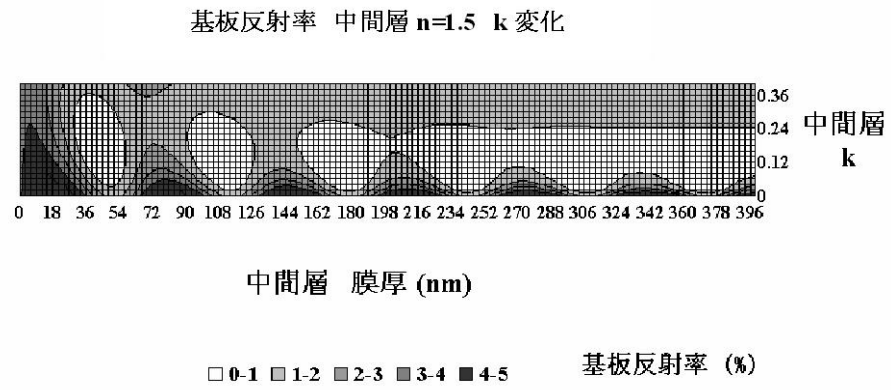 基板反射率 中間層 n=1.5 k 変化
0.36
0.24
0.12
0
中間層
k
0 18 36 54 72 90 108 126 144 162 180 198 216 234 252 270 288 306 324 342 360 378 396
中間層 膜厚 (nm)
0-1 1-2 2-3 3-4 4-5 基板反射率 (%)